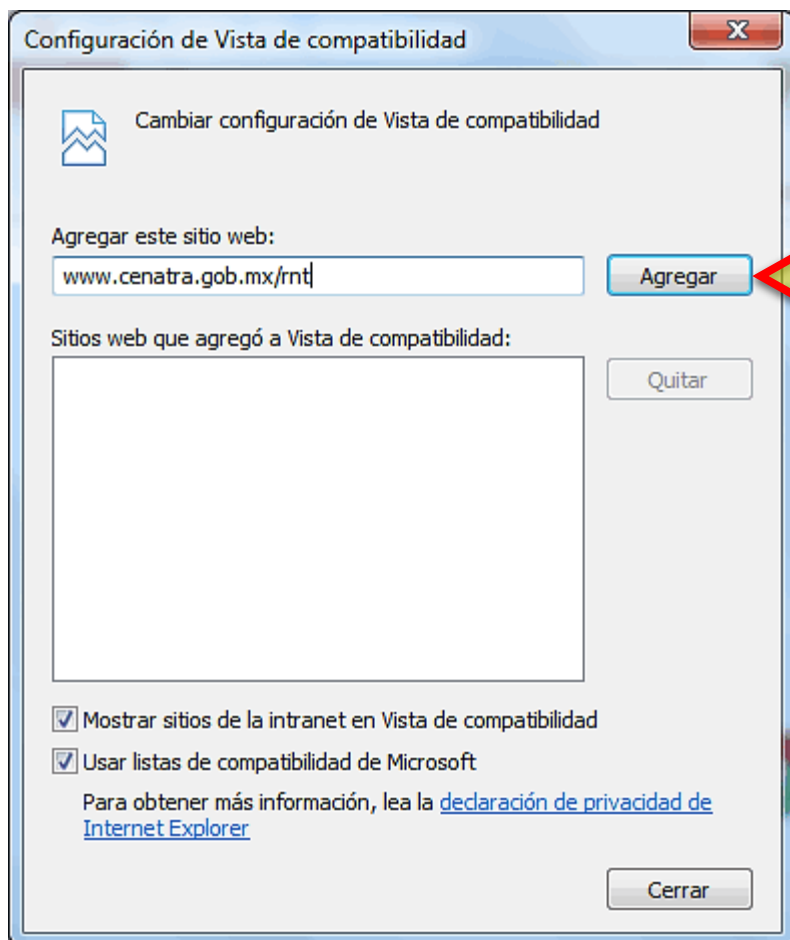 Configuración de Vista de compatibilidad
Cambiar configuración de Vista de compatibilidad
Agregar este sitio web:
www.cenatra.gob.mx/rnt
Agregar
Sitios web que agregó a Vista de compatibilidad:
Quitar
Mostrar sitios de la intranet en Vista de compatibilidad
Usar listas de compatibilidad de Microsoft
Para obtener más información, lea la declaración de privacidad de
Internet Explorer
Cerrar